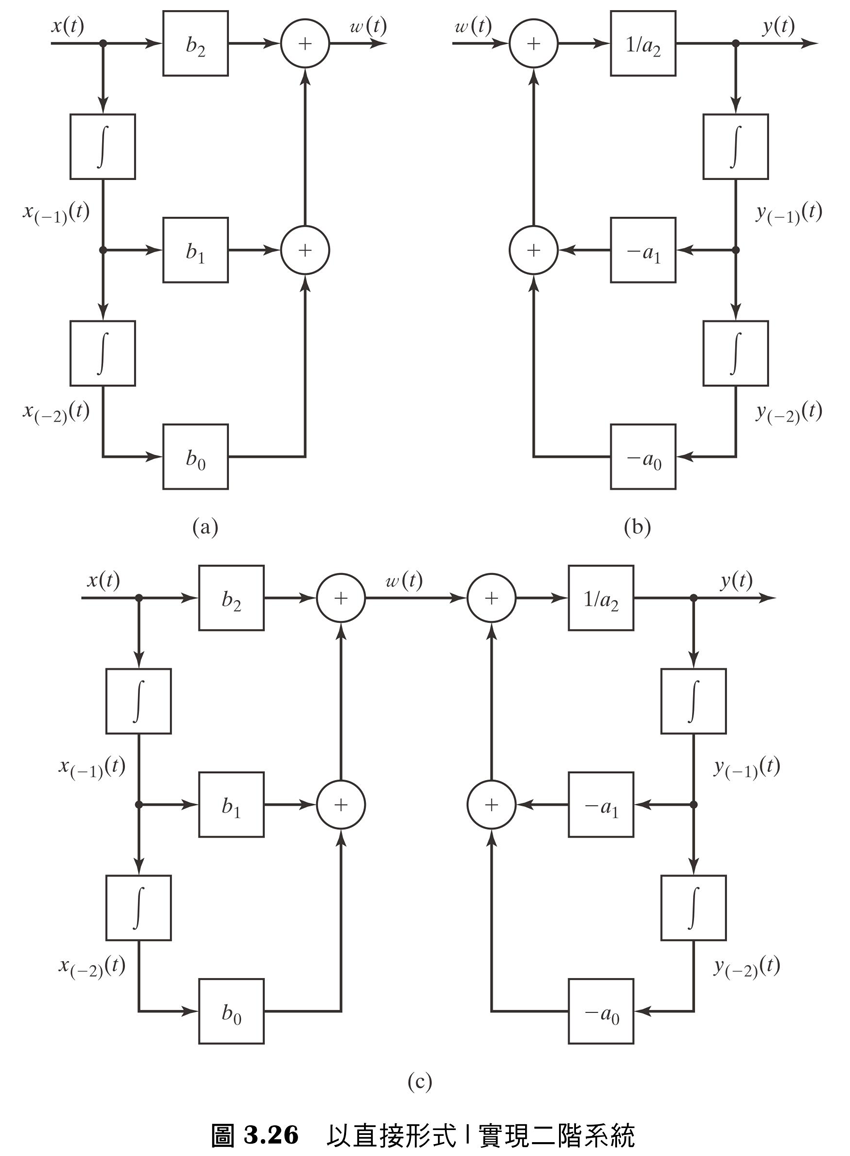 x(t) b₂ + w(t)
∫
x₍₋₁₎(t)
b₁ +
∫
x₍₋₂₎(t)
b₀
(a)
w(t) + 1/a₂ y(t)
∫
y₍₋₁₎(t)
+ −a₁
∫
y₍₋₂₎(t)
−a₀
(b)
x(t) b₂ + w(t) + 1/a₂ y(t)
∫ ∫
x₍₋₁₎(t) y₍₋₁₎(t)
b₁ + + −a₁
∫ ∫
x₍₋₂₎(t) y₍₋₂₎(t)
b₀ −a₀
(c)
圖 3.26 以直接形式 I 實現二階系統